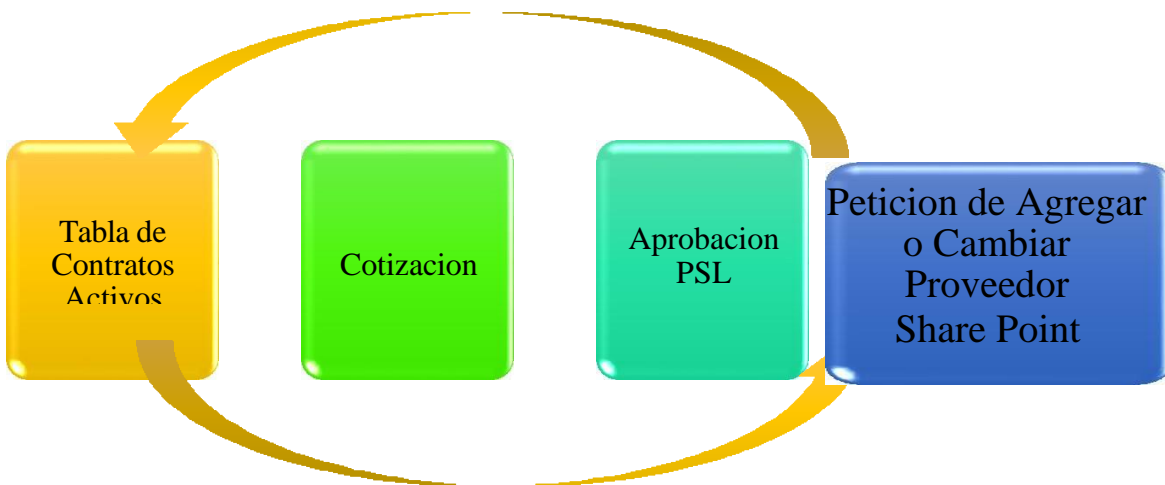 Tabla de
Contratos
Activos
Cotizacion
Aprobacion
PSL
Peticion de Agregar
o Cambiar
Proveedor
Share Point